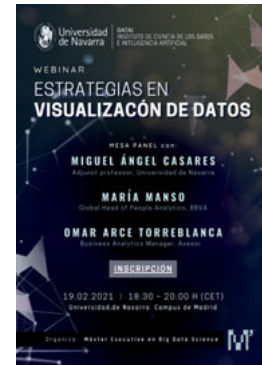 Universidad
de Navarra
DATAI
INSTITUTO DE CIENCIA DE LOS DATOS
E INTELIGENCIA ARTIFICIAL
WEBINAR
ESTRATEGIAS EN
VISUALIZACÓN DE DATOS
MESA PANEL con:
MIGUEL ÁNGEL CASARES
Adjunct professor, Universidad de Navarra
MARÍA MANSO
Global Head of People Analytics, BBVA
OMAR ARCE TORREBLANCA
Business Analytics Manager, Axesor
INSCRIPCIÓN
19.02.2021 | 18:30 - 20:00 H (CET)
Universidad de Navarra. Campus de Madrid
Organiza: Máster Executive en Big Data Science